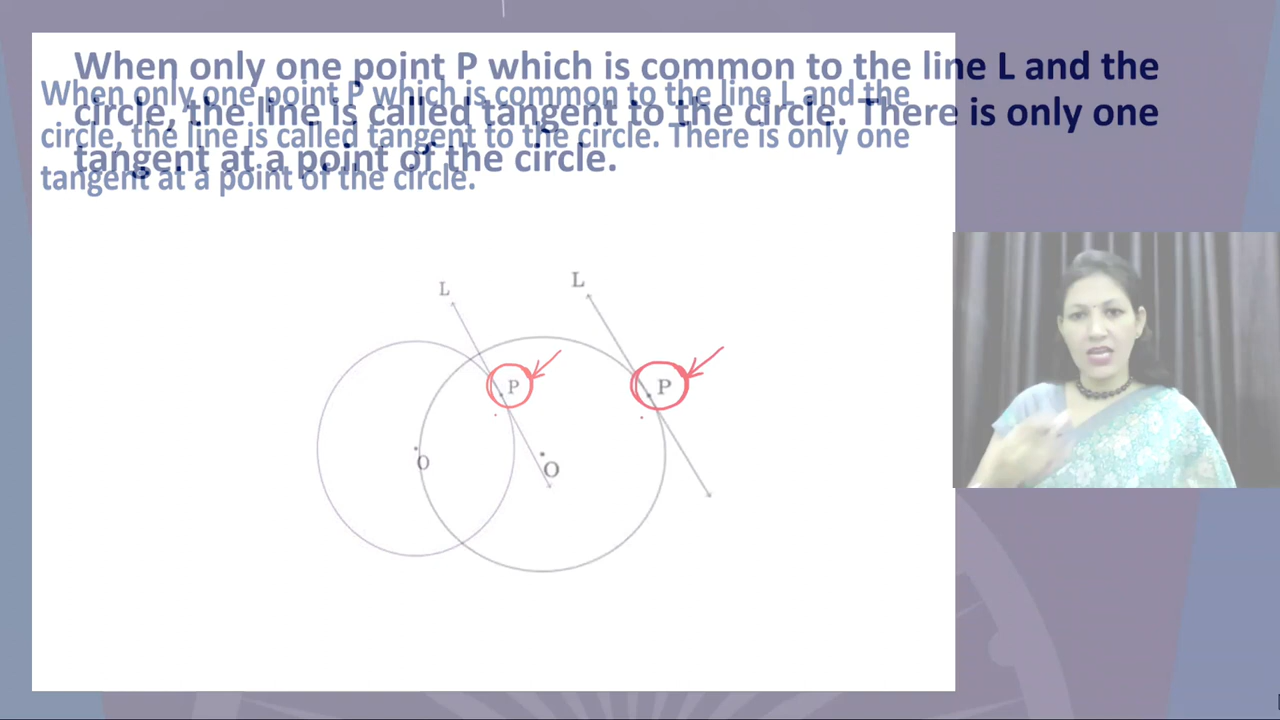 When only one point P which is common to the line L and the
circle, the line is called tangent to the circle. There is only one
tangent at a point of the circle.
When only one point P which is common to the line L and the
circle, the line is called tangent to the circle. There is only one
tangent at a point of the circle.
L
L
P
P
O
O